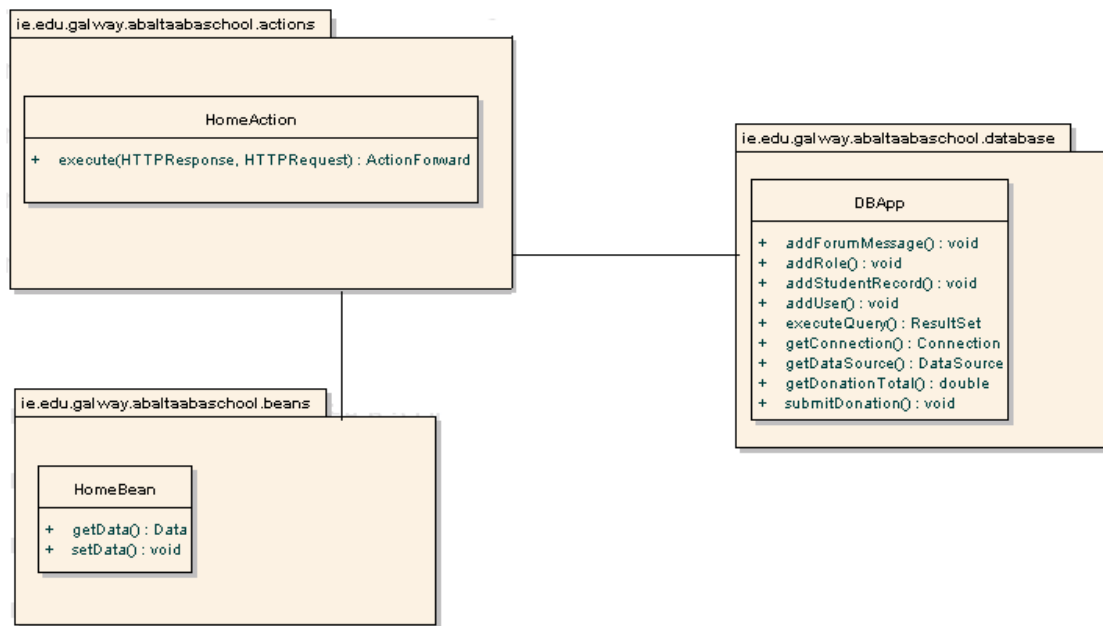 ie.edu.galway.abaltaabaschool.actions
HomeAction
+ execute(HTTPResponse, HTTPRequest) : ActionForward
ie.edu.galway.abaltaabaschool.database
DBApp
+ addForumMessage() : void
+ addRole() : void
+ addStudentRecord() : void
+ addUser() : void
+ executeQuery() : ResultSet
+ getConnection() : Connection
+ getDataSource() : DataSource
+ getDonationTotal() : double
+ submitDonation() : void
ie.edu.galway.abaltaabaschool.beans
HomeBean
+ getData() : Data
+ setData() : void